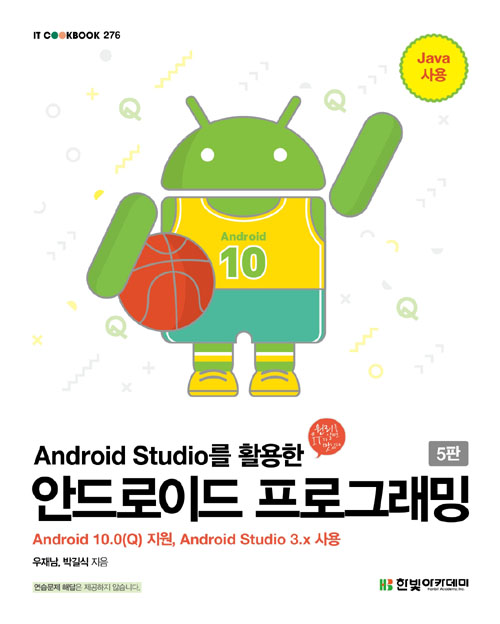 IT COOKBOOK 276
Java
사용
Android
10
Android Studio를 활용한
5판
안드로이드 프로그래밍
Android 10.0(Q) 지원, Android Studio 3.x 사용
우재남, 박길식 지음
연습문제 해답은 제공하지 않습니다.
HB 한빛아카데미
Hanbit Academy, Inc.